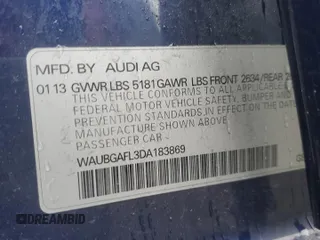 MFD. BY AUDI AG
01 13 GVWR LBS 5181 GAWR LBS FRONT 2634/REAR
THIS VEHICLE CONFORMS TO ALL APPLICABLE
FEDERAL MOTOR VEHICLE SAFETY, BUMPER AND
PREVENTION STANDARDS IN EFFECT ON
MANUFACTURE SHOWN ABOVE
PASSENGER CAR -
WAUBGAFL3DA183869
DREAMBID